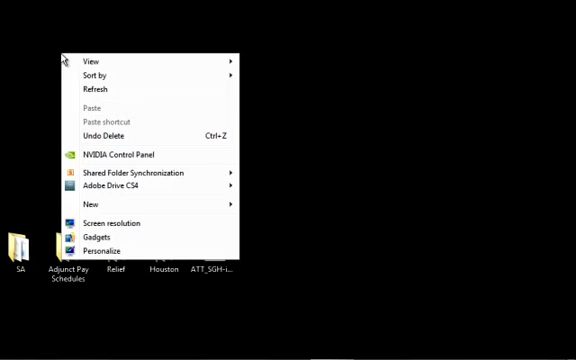 View
Sort by
Refresh
Paste
Paste shortcut
Undo Delete Ctrl+Z
NVIDIA Control Panel
Shared Folder Synchronization
Adobe Drive CS4
New
Screen resolution
Gadgets
Personalize
SA
Adjunct Pay Schedules
Relief
Houston
ATT_SGH-i...